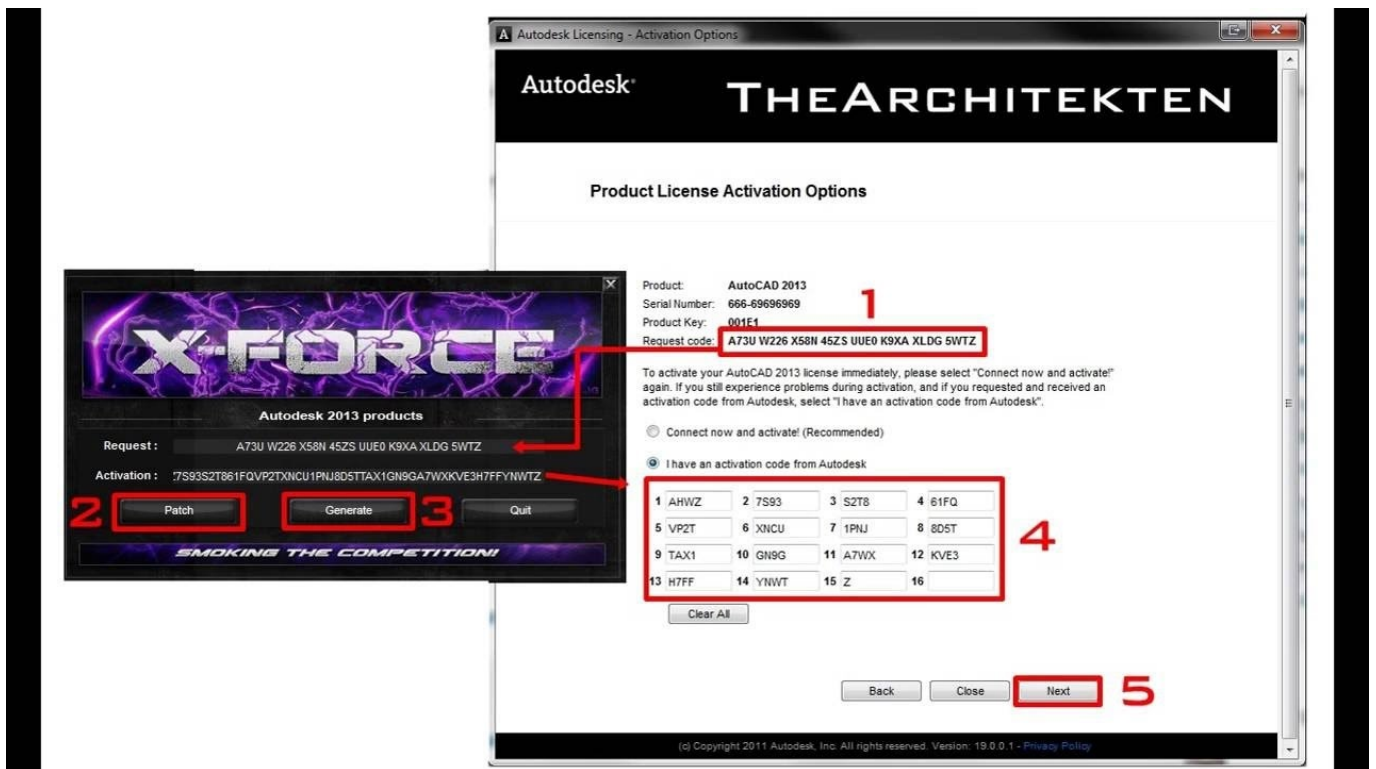 Autodesk Licensing - Activation Options
Autodesk
THEARCHITEKTEN
Product License Activation Options
Product: AutoCAD 2013
Serial Number: 666-69696969
Product Key: 001E1
Request code: A73U W226 X58N 45ZS UUE0 K9XA XLDG 5WTZ
1
To activate your AutoCAD 2013 license immediately, please select "Connect now and activate!"
again. If you still experience problems during activation, and if you requested and received an
activation code from Autodesk, select "I have an activation code from Autodesk".
Connect now and activate! (Recommended)
I have an activation code from Autodesk
1 AHWZ 2 7S93 3 S2T8 4 61FQ
5 VP2T 6 XNCU 7 1PNJ 8 8D5T
9 TAX1 10 GN9G 11 A7WX 12 KVE3
13 H7FF 14 YNWT 15 Z 16
4
Clear All
Back Close Next 5
(c) Copyright 2011 Autodesk, Inc. All rights reserved. Version: 19.0.0.1 - Privacy Policy
X-FORCE
Autodesk 2013 products
Request : A73U W226 X58N 45ZS UUE0 K9XA XLDG 5WTZ
Activation : 7S93S2T861FQVP2TXNCU1PNJ8D5TTAX1GN9GA7WXKVE3H7FFYNWTZ
2 Patch Generate 3 Quit
SMOKING THE COMPETITION!